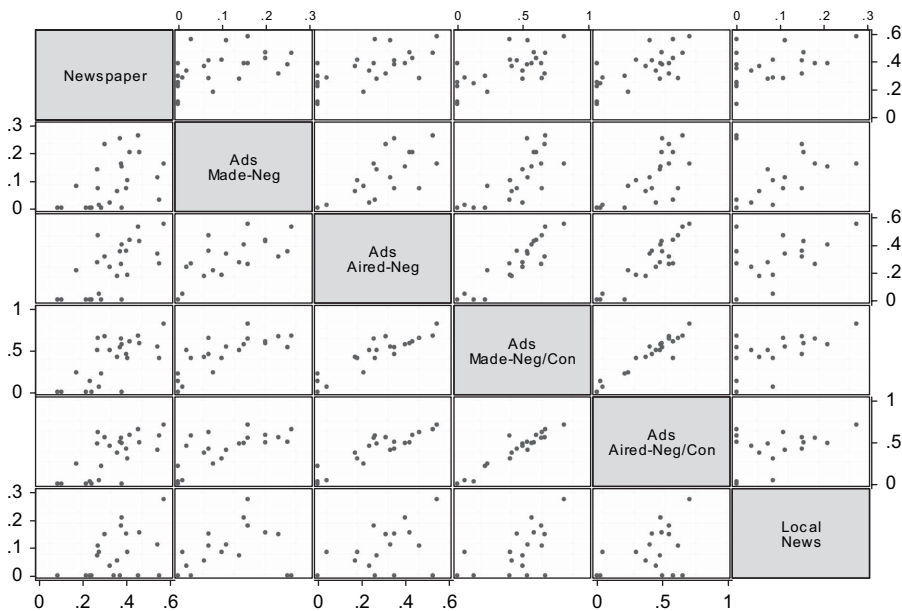 0 .1 .2 .3 0 .5 1 0 .1 .2 .3
Newspaper
.6
.4
.2
0
.3
.2
.1
0
Ads
Made-Neg
Ads
Aired-Neg
.6
.4
.2
0
1
.5
0
Ads
Made-Neg/Con
Ads
Aired-Neg/Con
1
.5
0
.3
.2
.1
0
Local
News
0 .2 .4 .6 0 .2 .4 .6 0 .5 1